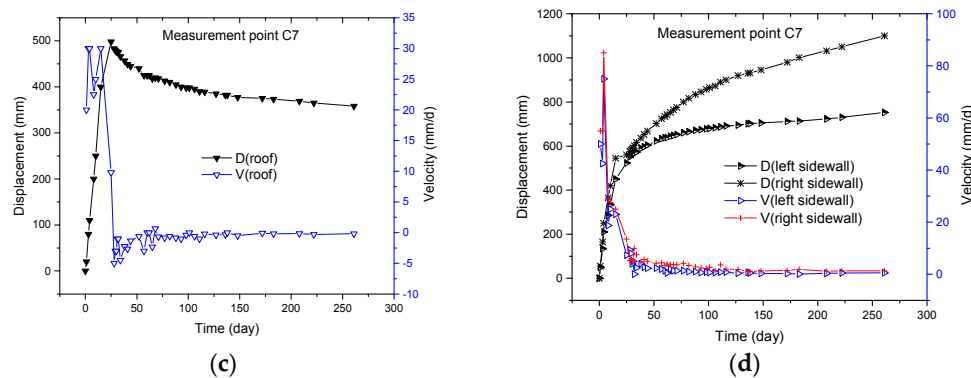 Measurement point C7
Displacement (mm)
500
400
300
200
100
0
D(roof)
V(roof)
35
30
25
20
15
10
5
0
-5
-10
Velocity (mm/d)
0 50 100 150 200 250 300
Time (day)
(c)
Measurement point C7
Displacement (mm)
1200
1000
800
600
400
200
0
D(left sidewall)
D(right sidewall)
V(left sidewall)
V(right sidewall)
100
80
60
40
20
0
Velocity (mm/d)
0 50 100 150 200 250 300
Time (day)
(d)